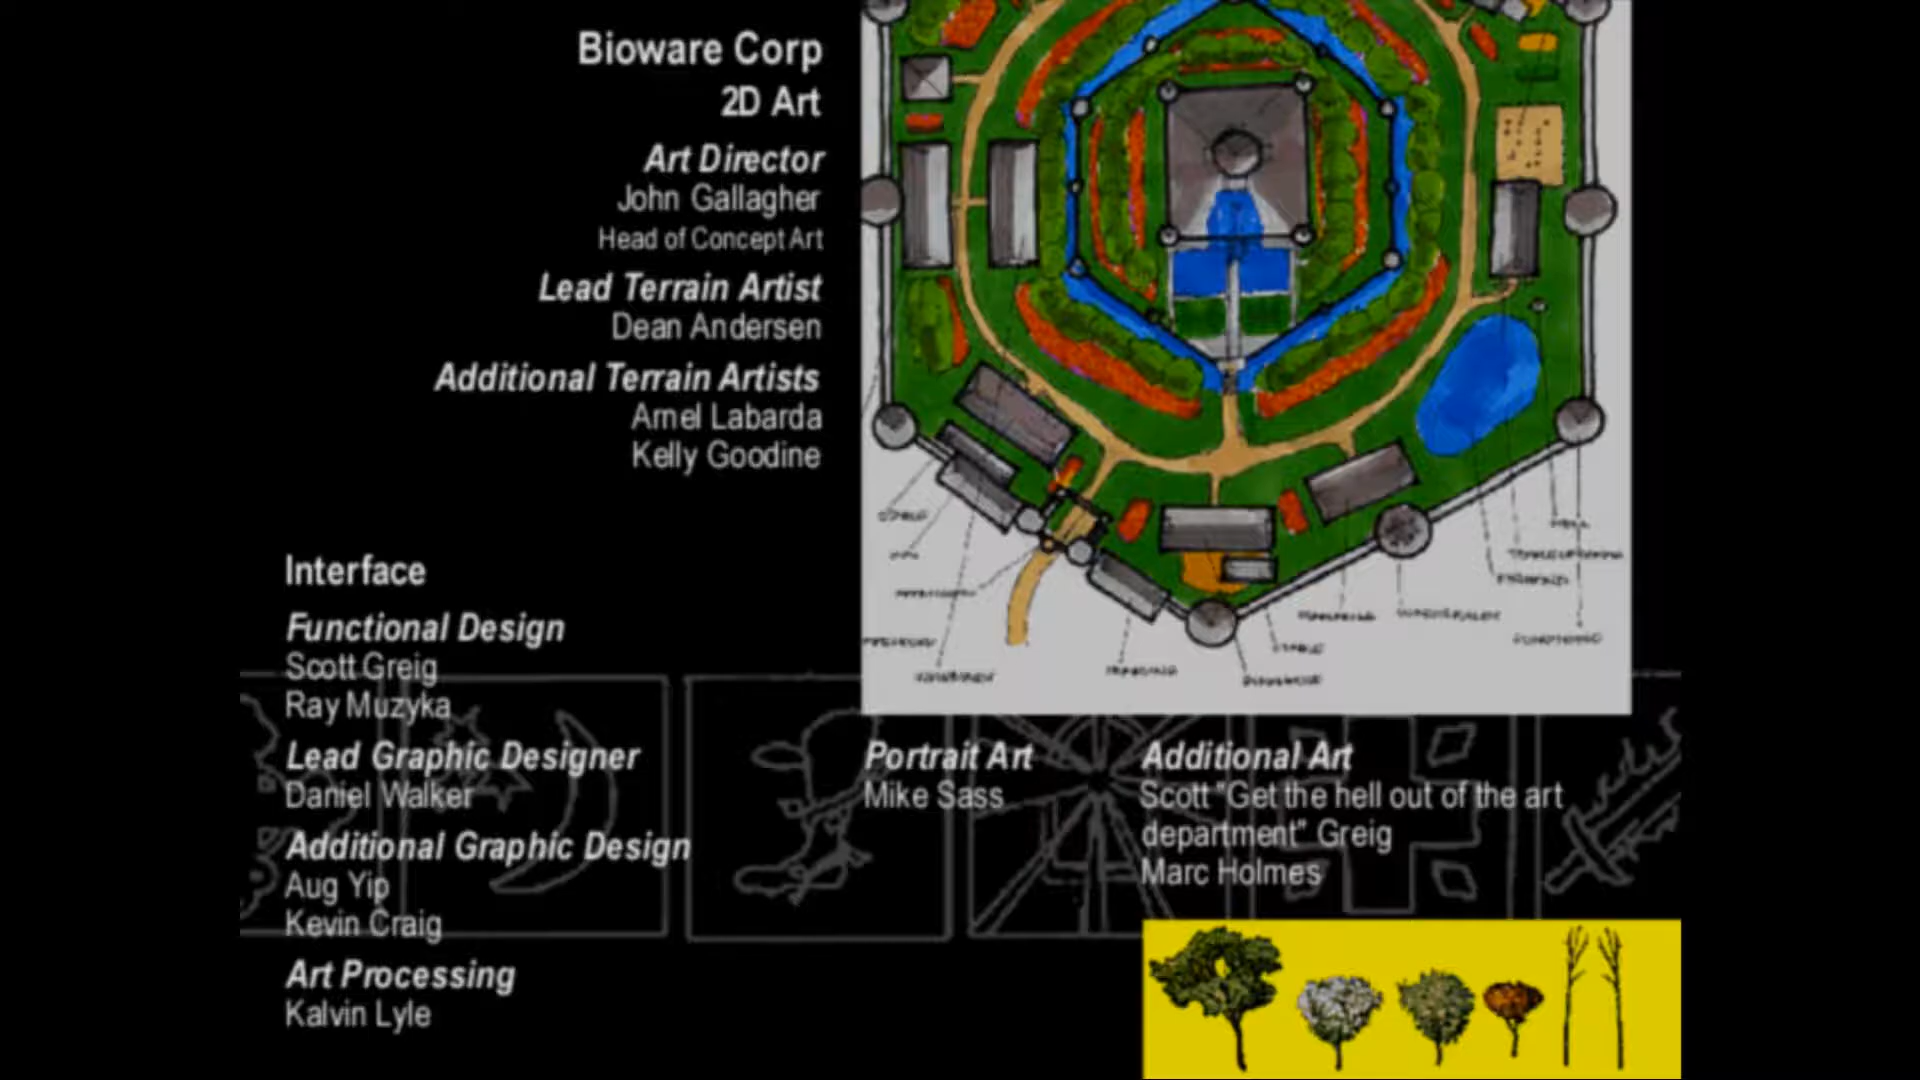 Bioware Corp
2D Art
Art Director
John Gallagher
Head of Concept Art
Lead Terrain Artist
Dean Andersen
Additional Terrain Artists
Arnel Labarda
Kelly Goodine
Interface
Functional Design
Scott Greig
Ray Muzyka
Lead Graphic Designer
Daniel Walker
Additional Graphic Design
Aug Yip
Kevin Craig
Art Processing
Kalvin Lyle
Portrait Art
Mike Sass
Additional Art
Scott "Get the hell out of the art
department" Greig
Marc Holmes